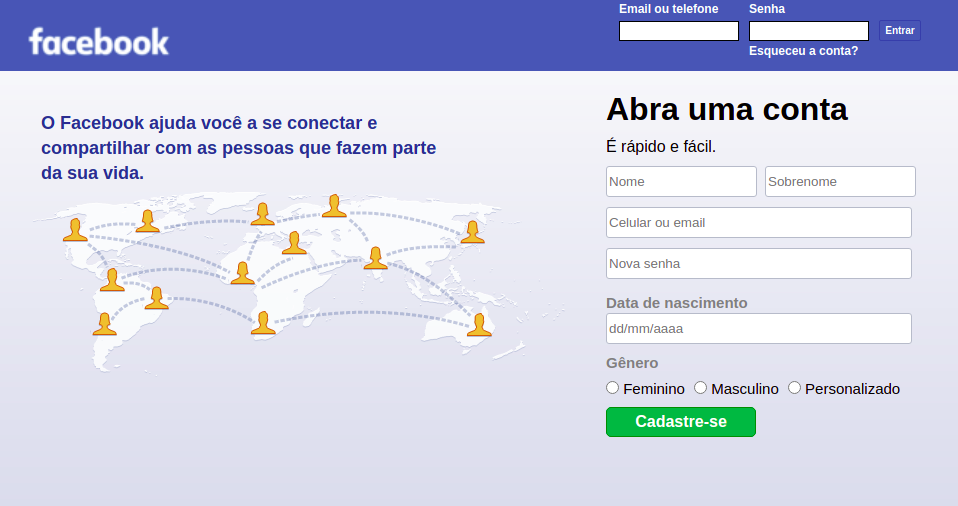 facebook
Email ou telefone
Senha
Entrar
Esqueceu a conta?
O Facebook ajuda você a se conectar e
compartilhar com as pessoas que fazem parte
da sua vida.
Abra uma conta
É rápido e fácil.
Nome
Sobrenome
Celular ou email
Nova senha
Data de nascimento
dd/mm/aaaa
Gênero
Feminino Masculino Personalizado
Cadastre-se